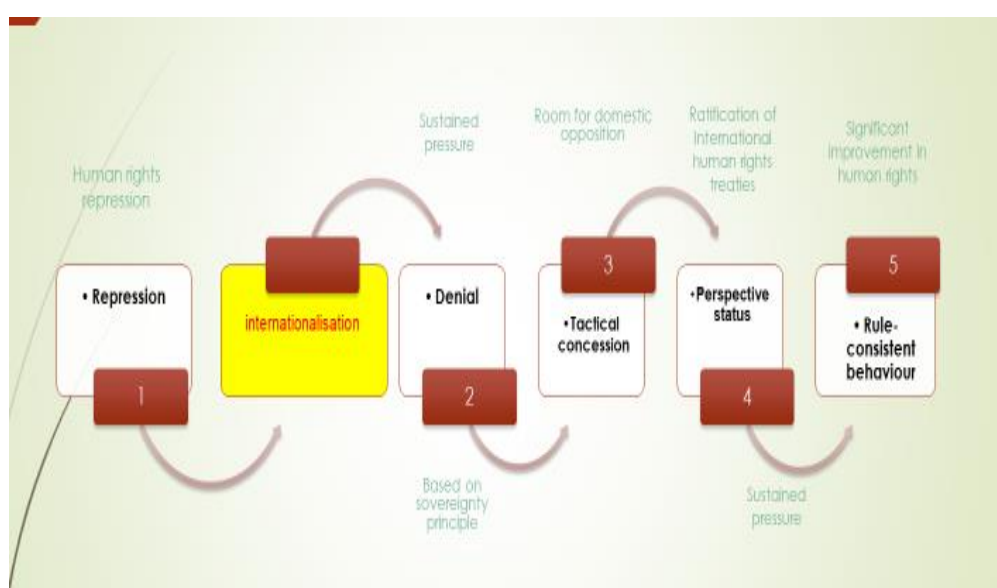 Human rights
repression
• Repression
1
internationalisation
Sustained
pressure
• Denial
2
Based on
sovereignty
principle
Room for domestic
opposition
3
•Tactical
concession
Ratification of
International
human rights
treaties
•Perspective
status
4
Sustained
pressure
Significant
improvement in
human rights
5
• Rule-
consistent
behaviour